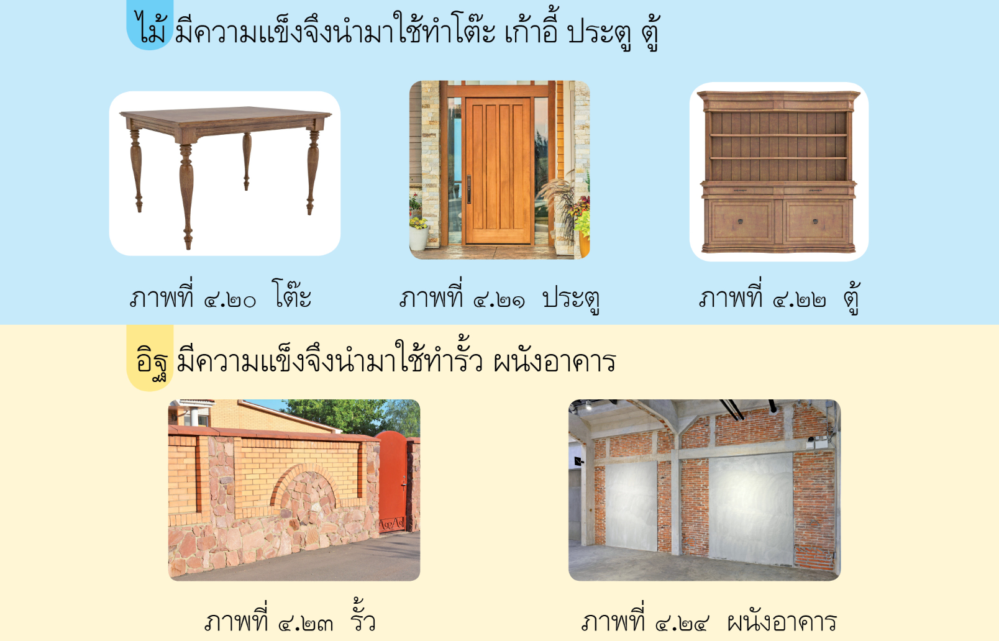 ไม้ มีความแข็งจึงนำมาใช้ทำโต๊ะ เก้าอี้ ประตู ตู้
ภาพที่ ๔.๒๐ โต๊ะ
ภาพที่ ๔.๒๑ ประตู
ภาพที่ ๔.๒๒ ตู้
อิฐ มีความแข็งจึงนำมาใช้ทำรั้ว ผนังอาคาร
ภาพที่ ๔.๒๓ รั้ว
ภาพที่ ๔.๒๔ ผนังอาคาร